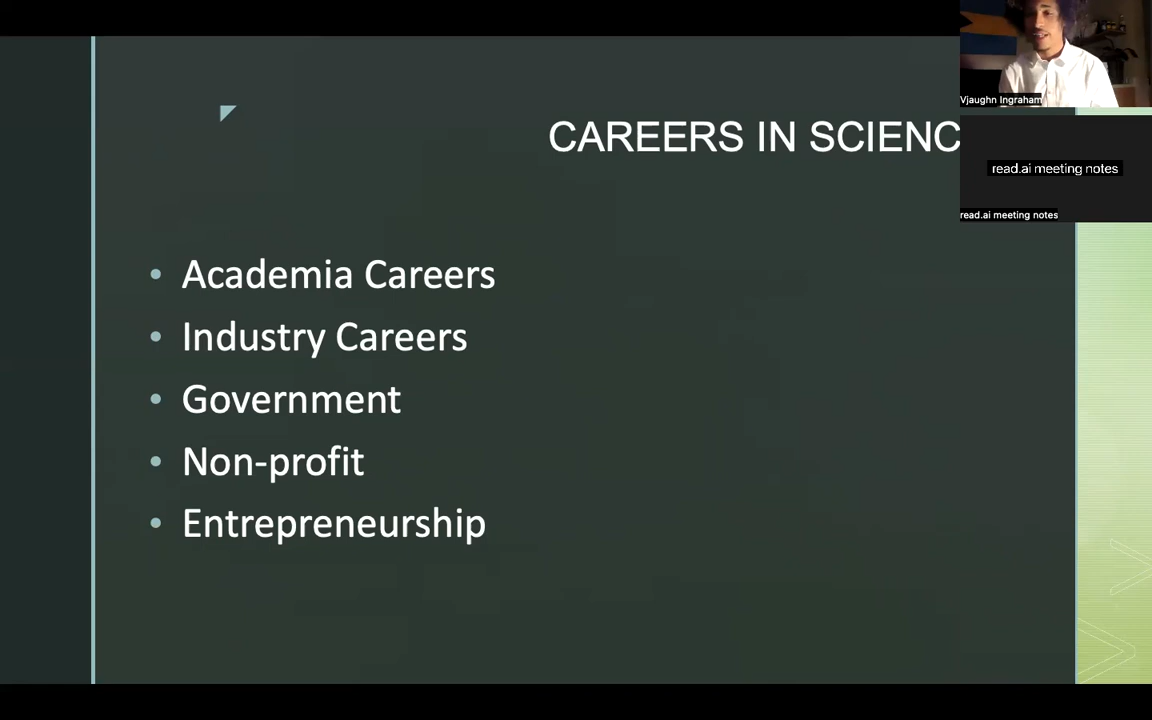 CAREERS IN SCIENC
Vjaughn Ingraham
read.ai meeting notes
read.ai meeting notes
Academia Careers
Industry Careers
Government
Non-profit
Entrepreneurship